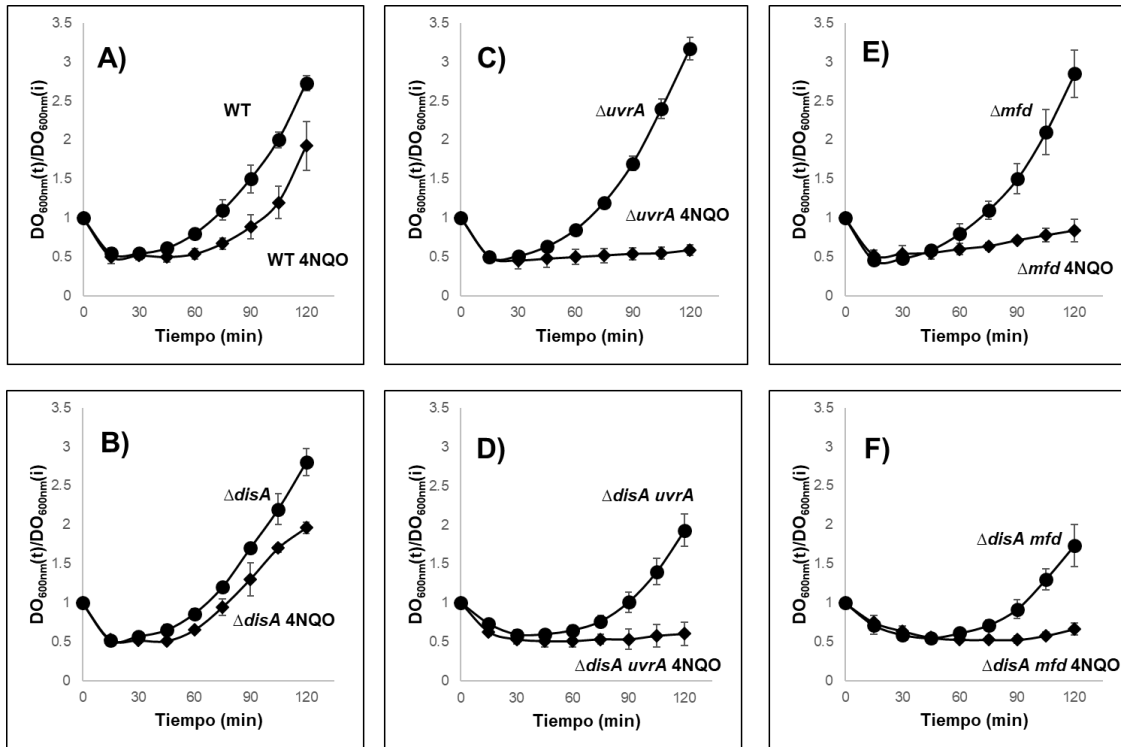 A)
DO600nm(t)/DO600nm(i)
3.5
3
2.5
2
1.5
1
0.5
0
WT
WT 4NQO
0 30 60 90 120
Tiempo (min)
C)
DO600nm(t)/DO600nm(i)
3.5
3
2.5
2
1.5
1
0.5
0
ΔuvrA
ΔuvrA 4NQO
0 30 60 90 120
Tiempo (min)
E)
DO600nm(t)/DO600nm(i)
3.5
3
2.5
2
1.5
1
0.5
0
Δmfd
Δmfd 4NQO
0 30 60 90 120
Tiempo (min)
B)
DO600nm(t)/DO600nm(i)
3.5
3
2.5
2
1.5
1
0.5
0
ΔdisA
ΔdisA 4NQO
0 30 60 90 120
Tiempo (min)
D)
DO600nm(t)/DO600nm(i)
3.5
3
2.5
2
1.5
1
0.5
0
ΔdisA uvrA
ΔdisA uvrA 4NQO
0 30 60 90 120
Tiempo (min)
F)
DO600nm(t)/DO600nm(i)
3.5
3
2.5
2
1.5
1
0.5
0
ΔdisA mfd
ΔdisA mfd 4NQO
0 30 60 90 120
Tiempo (min)